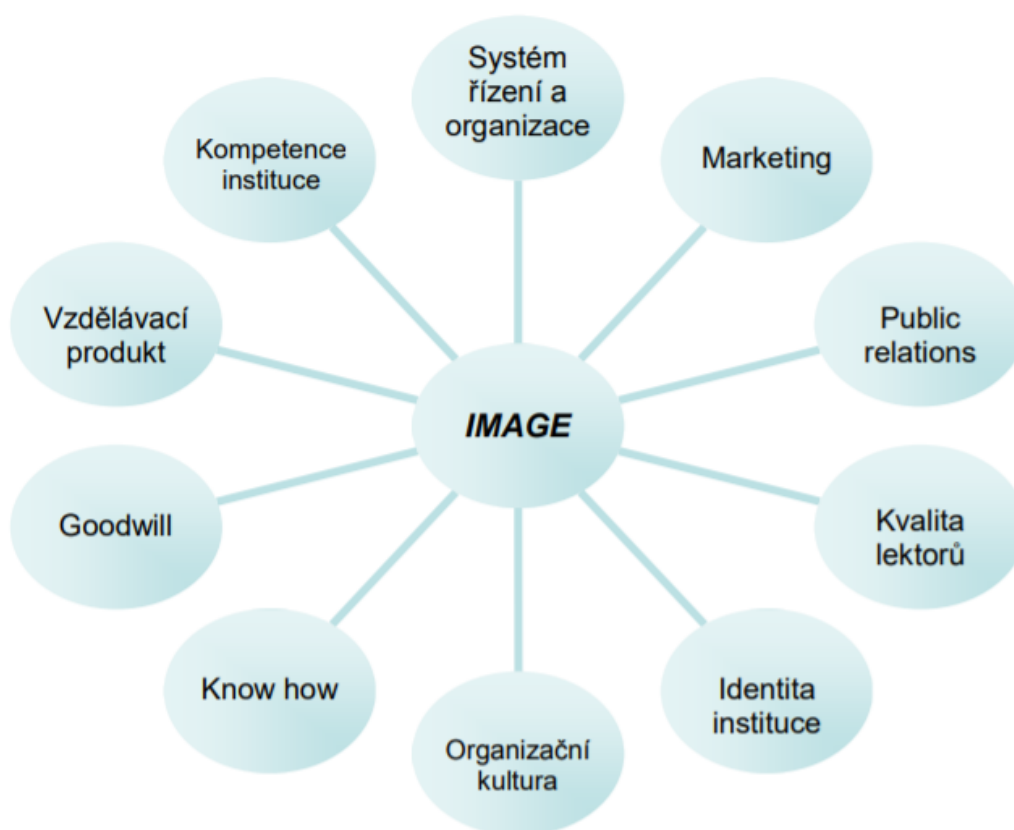 Systém
řízení a
organizace
Kompetence
instituce
Marketing
Vzdělávací
produkt
Public
relations
IMAGE
Goodwill
Kvalita
lektorů
Know how
Identita
instituce
Organizační
kultura